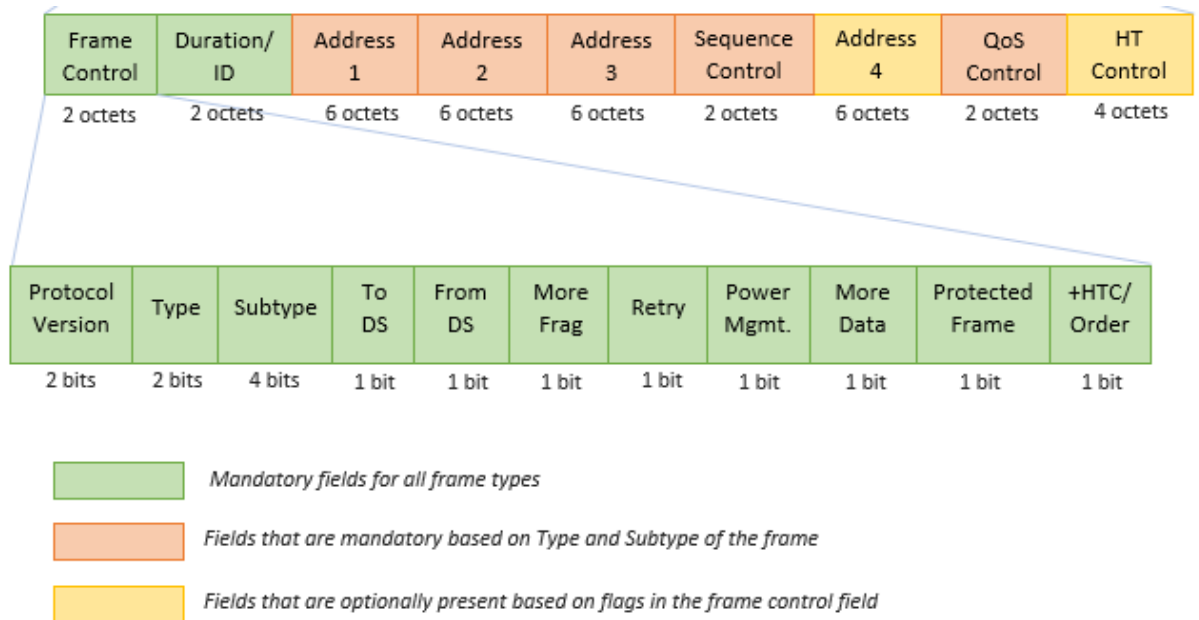 Frame Duration/ Address Address Address Sequence Address QoS HT
Control ID 1 2 3 Control 4 Control Control
2 octets 2 octets 6 octets 6 octets 6 octets 2 octets 6 octets 2 octets 4 octets
Protocol Type Subtype To From More Retry Power More Protected +HTC/
Version DS DS Frag Mgmt. Data Frame Order
2 bits 2 bits 4 bits 1 bit 1 bit 1 bit 1 bit 1 bit 1 bit 1 bit 1 bit
Mandatory fields for all frame types
Fields that are mandatory based on Type and Subtype of the frame
Fields that are optionally present based on flags in the frame control field